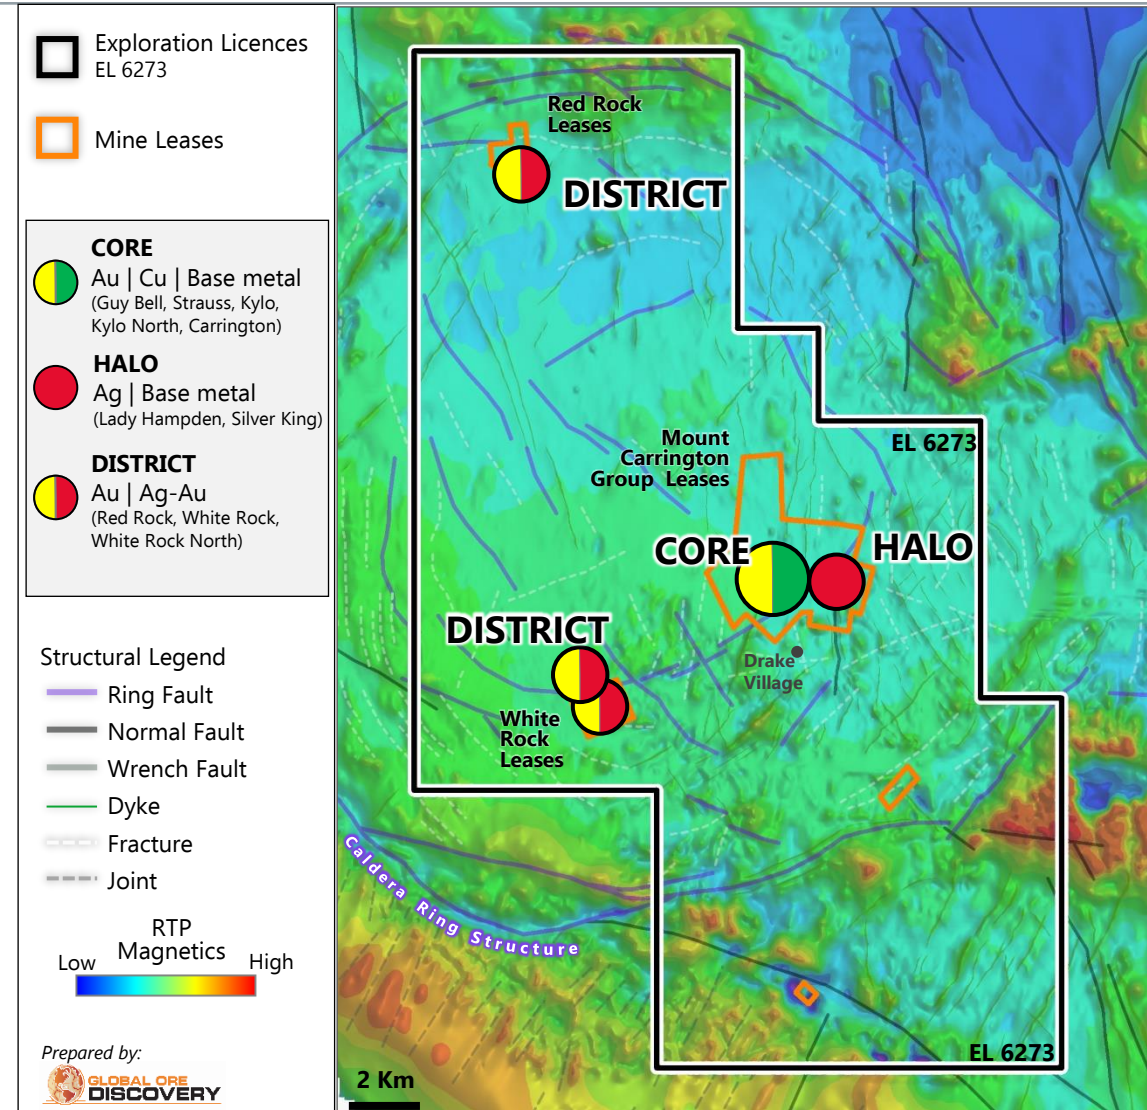 Exploration Licences
EL 6273
Mine Leases
CORE
Au | Cu | Base metal
(Guy Bell, Strauss, Kylo,
Kylo North, Carrington)
HALO
Ag | Base metal
(Lady Hampden, Silver King)
DISTRICT
Au | Ag-Au
(Red Rock, White Rock,
White Rock North)
Structural Legend
Ring Fault
Normal Fault
Wrench Fault
Dyke
Fracture
Joint
RTP
Magnetics
Low
High
Prepared by:
GLOBAL ORE
DISCOVERY
Red Rock
Leases
DISTRICT
EL 6273
Mount
Carrington
Group Leases
CORE
HALO
DISTRICT
Drake
Village
White
Rock
Leases
Caldera Ring Structure
EL 6273
2 Km